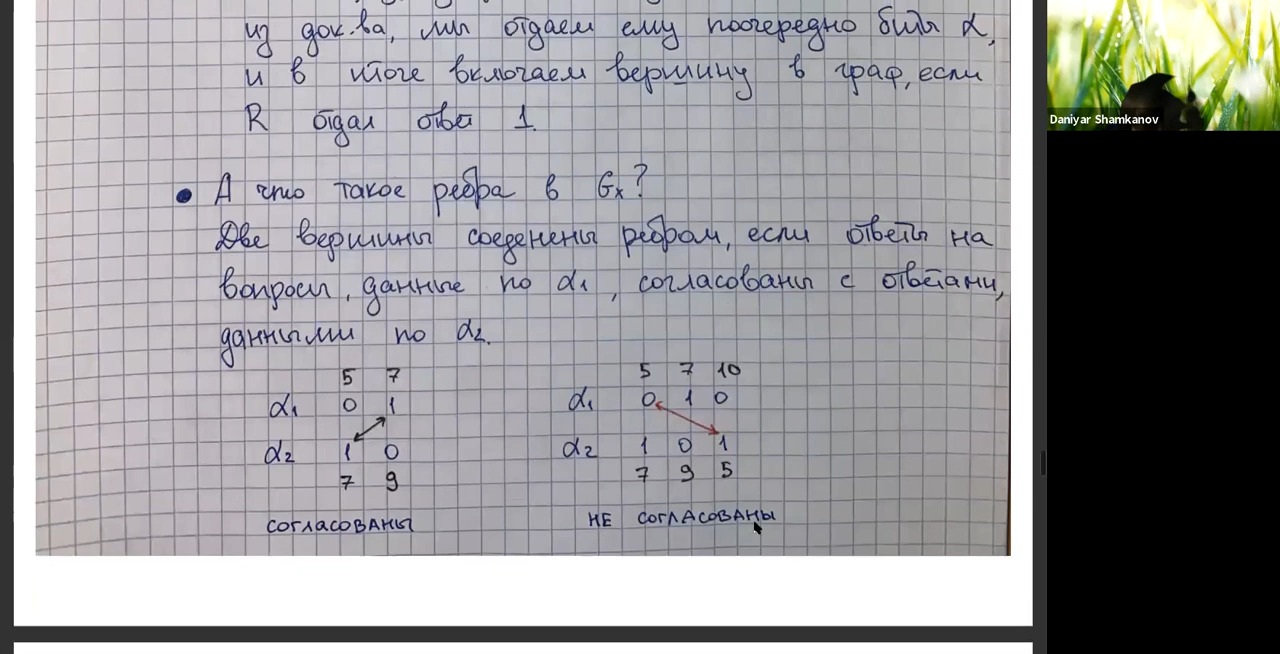 из док-ва, мы отдаем ему поочередно биты α,
и в итоге включаем вершину в граф, если
R отдал ответ 1.
• А что такое ребра в Gx?
Две вершины соеденены ребром, если ответы на
вопросы, данные по α1, согласованы с ответами,
данными по α2.
5 7
α1 0 1
α2 1 0
7 9
СОГЛАСОВАНЫ
5 7 10
α1 0 1 0
α2 1 0 1
7 9 5
НЕ СОГЛАСОВАНЫ
Daniyar Shamkanov